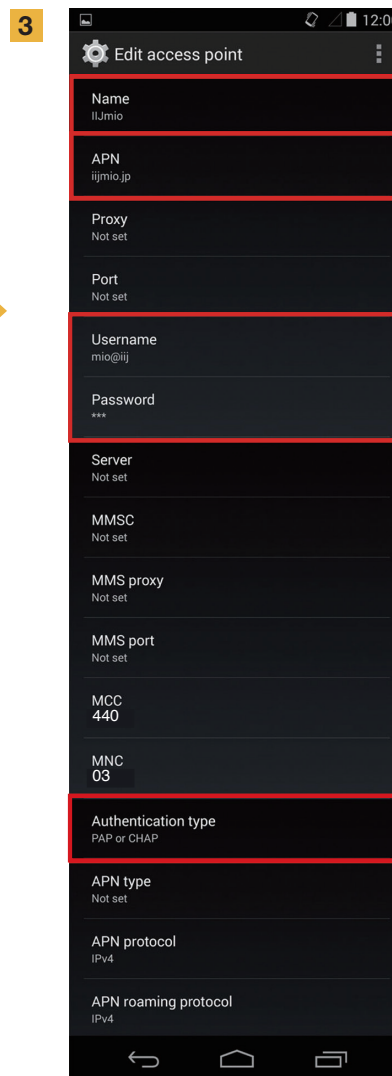 3
12:0
Edit access point
Name
IIJmio
APN
iijmio.jp
Proxy
Not set
Port
Not set
Username
mio@iij
Password
***
Server
Not set
MMSC
Not set
MMS proxy
Not set
MMS port
Not set
MCC
440
MNC
03
Authentication type
PAP or CHAP
APN type
Not set
APN protocol
IPv4
APN roaming protocol
IPv4